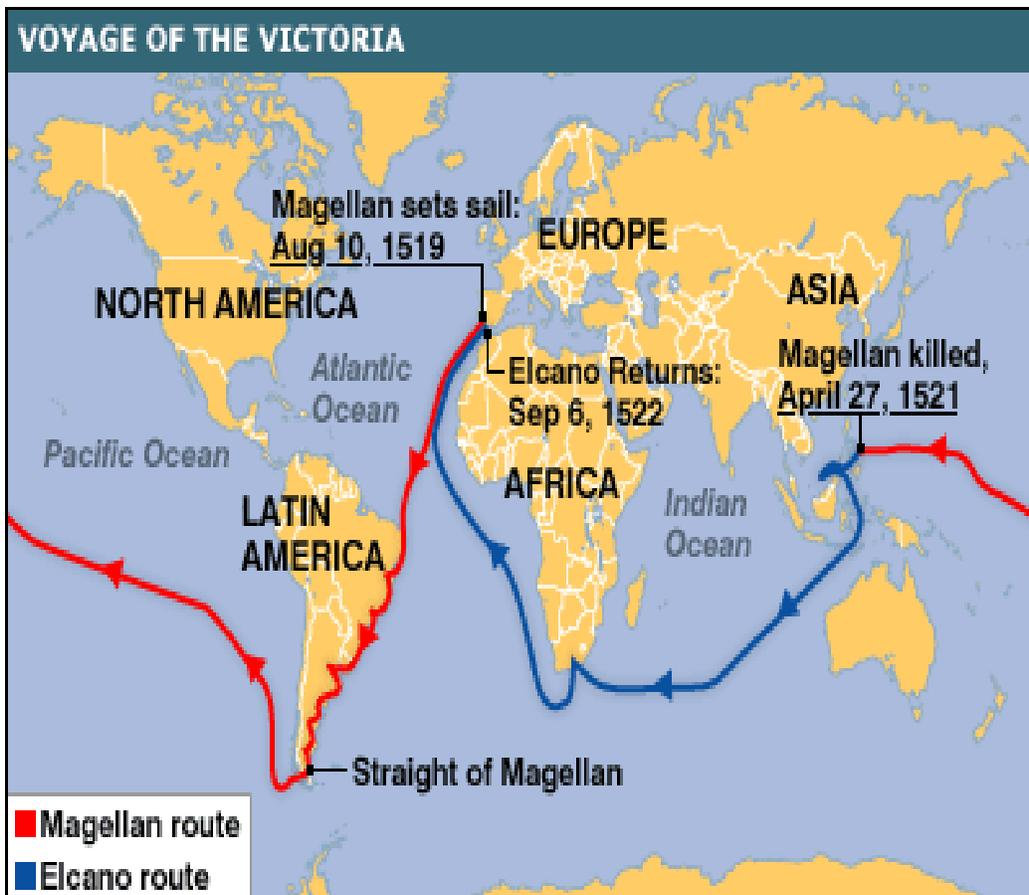 VOYAGE OF THE VICTORIA
Magellan sets sail:
Aug 10, 1519
EUROPE
ASIA
NORTH AMERICA
Magellan killed,
April 27, 1521
Atlantic
Ocean
Elcano Returns:
Sep 6, 1522
Pacific Ocean
AFRICA
Indian
Ocean
LATIN
AMERICA
Straight of Magellan
Magellan route
Elcano route